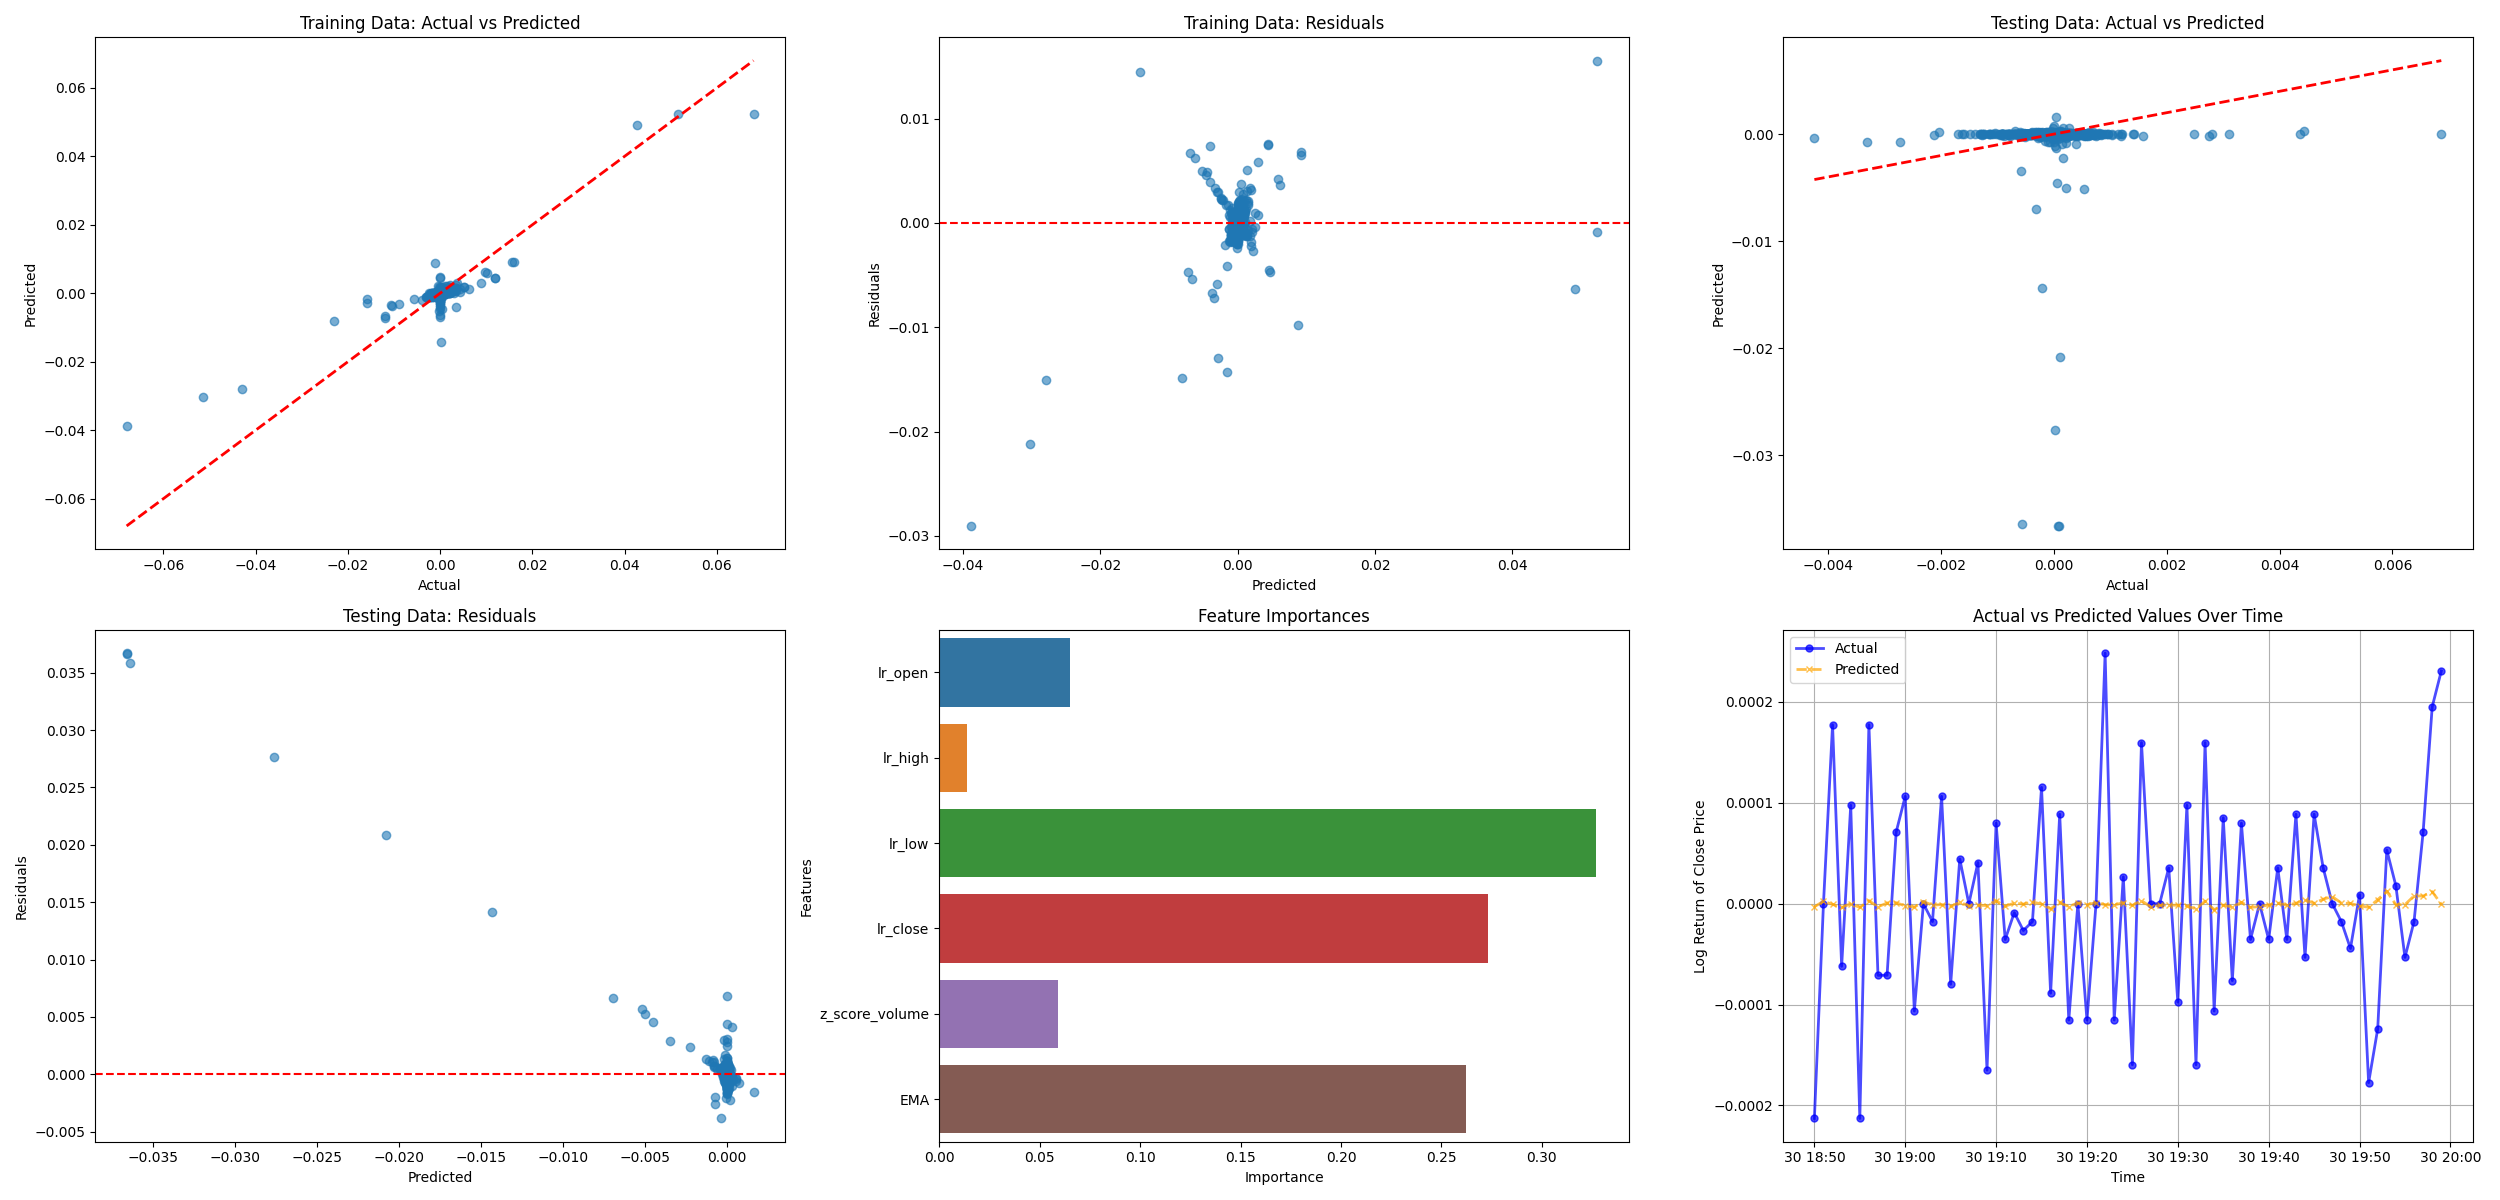 Training Data: Actual vs Predicted
Predicted
0.06
0.04
0.02
0.00
−0.02
−0.04
−0.06
−0.06
−0.04
−0.02
0.00
0.02
0.04
0.06
Actual
Training Data: Residuals
Residuals
0.01
0.00
−0.01
−0.02
−0.03
−0.04
−0.02
0.00
0.02
0.04
Predicted
Testing Data: Actual vs Predicted
Predicted
0.00
−0.01
−0.02
−0.03
−0.004
−0.002
0.000
0.002
0.004
0.006
Actual
Testing Data: Residuals
Residuals
0.035
0.030
0.025
0.020
0.015
0.010
0.005
0.000
−0.005
−0.035
−0.030
−0.025
−0.020
−0.015
−0.010
−0.005
0.000
Predicted
Feature Importances
Features
lr_open
lr_high
lr_low
lr_close
z_score_volume
EMA
0.00
0.05
0.10
0.15
0.20
0.25
0.30
Importance
Actual vs Predicted Values Over Time
Actual
Predicted
Log Return of Close Price
0.0002
0.0001
0.0000
−0.0001
−0.0002
30 18:50
30 19:00
30 19:10
30 19:20
30 19:30
30 19:40
30 19:50
30 20:00
Time